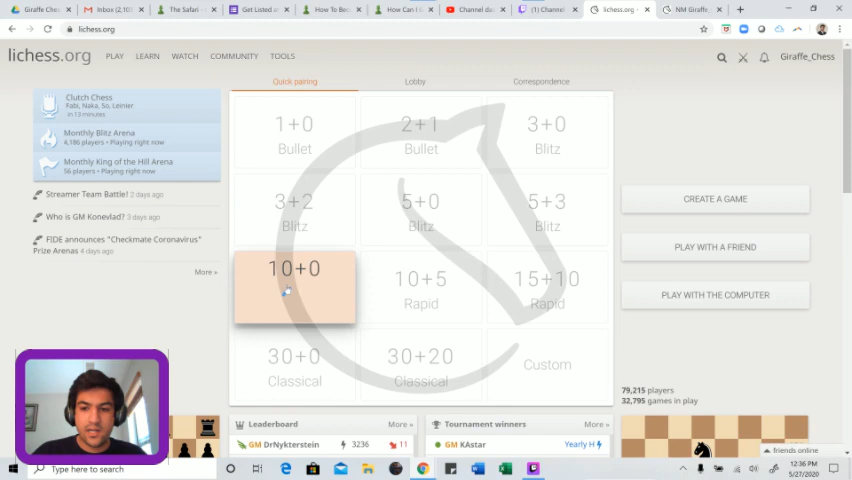 Giraffe Che
Inbox (2,10
The Safari -
Get Listed a
How To Bec
How Can I G
Channel da
(1) Channel
lichess.org
NM Giraffe_
lichess.org
lichess.org
PLAY LEARN WATCH COMMUNITY TOOLS
Giraffe_Chess
Quick pairing
Lobby
Correspondence
Clutch Chess
Fabi, Naka, So, Leinier
in 13 minutes
Monthly Blitz Arena
4,186 players • Playing right now
Monthly King of the Hill Arena
56 players • Playing right now
Streamer Team Battle! 2 days ago
Who is GM Konevlad? 3 days ago
FIDE announces "Checkmate Coronavirus"
Prize Arenas 4 days ago
More »
1+0
Bullet
2+1
Bullet
3+0
Blitz
3+2
Blitz
5+0
Blitz
5+3
Blitz
10+0
10+5
Rapid
15+10
Rapid
30+0
Classical
30+20
Classical
Custom
CREATE A GAME
PLAY WITH A FRIEND
PLAY WITH THE COMPUTER
79,215 players
32,795 games in play
Leaderboard
More »
GM DrNykterstein 3236 11
Tournament winners
More »
GM KAstar Yearly H
friends online
Type here to search
12:36 PM
5/27/2020